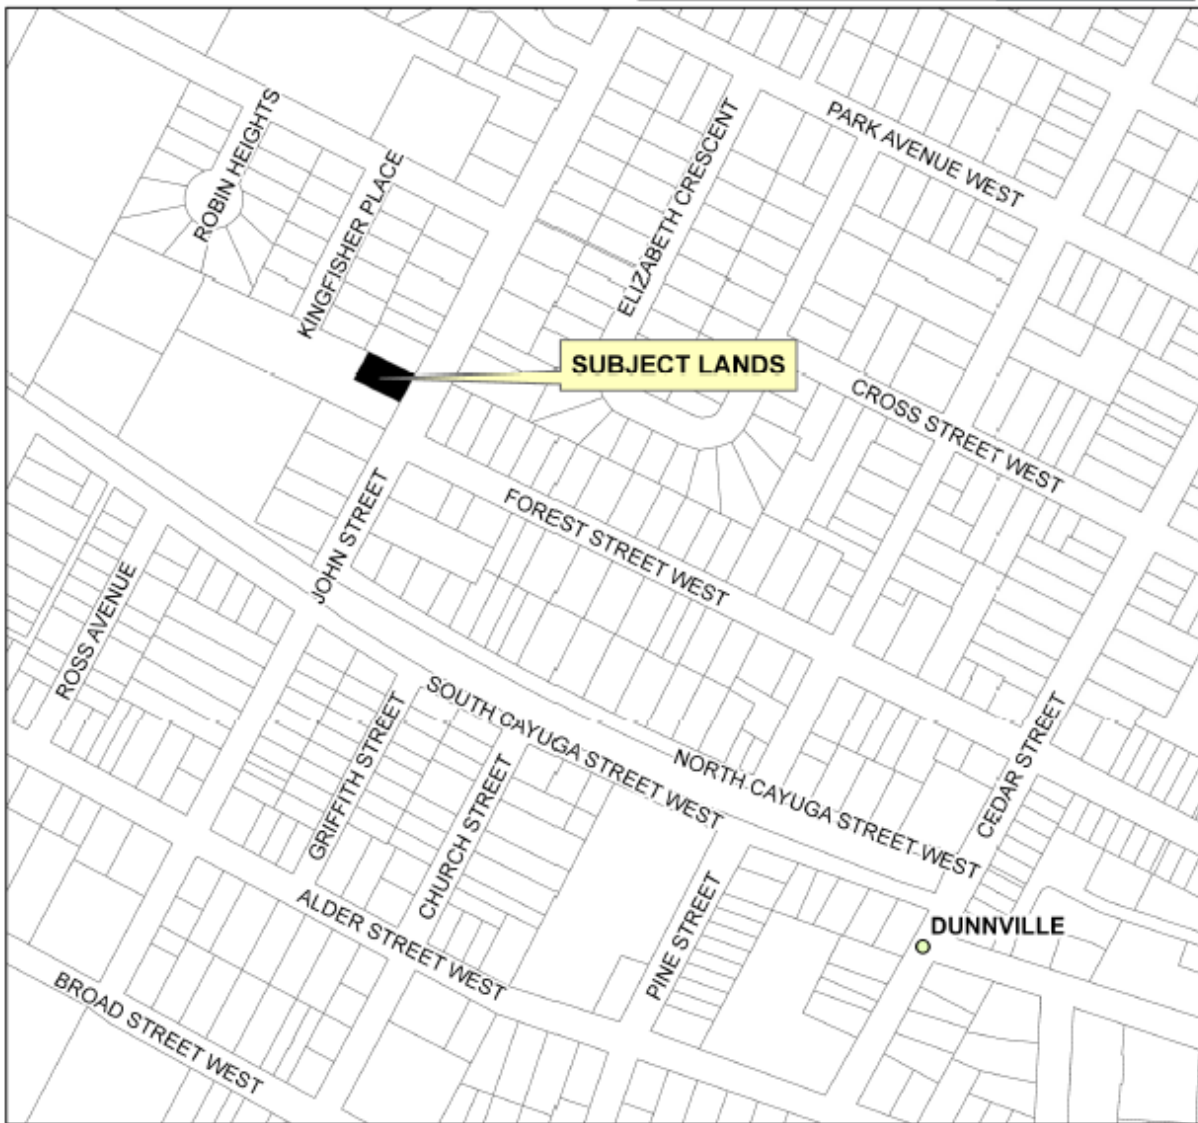 PARK AVENUE WEST
ROBIN HEIGHTS
ELIZABETH CRESCENT
KINGFISHER PLACE
SUBJECT LANDS
CROSS STREET WEST
JOHN STREET
FOREST STREET WEST
ROSS AVENUE
SOUTH CAYUGA STREET WEST
NORTH CAYUGA STREET WEST
CEDAR STREET
GRIFFITH STREET
CHURCH STREET
PINE STREET
ALDER STREET WEST
DUNNVILLE
BROAD STREET WEST